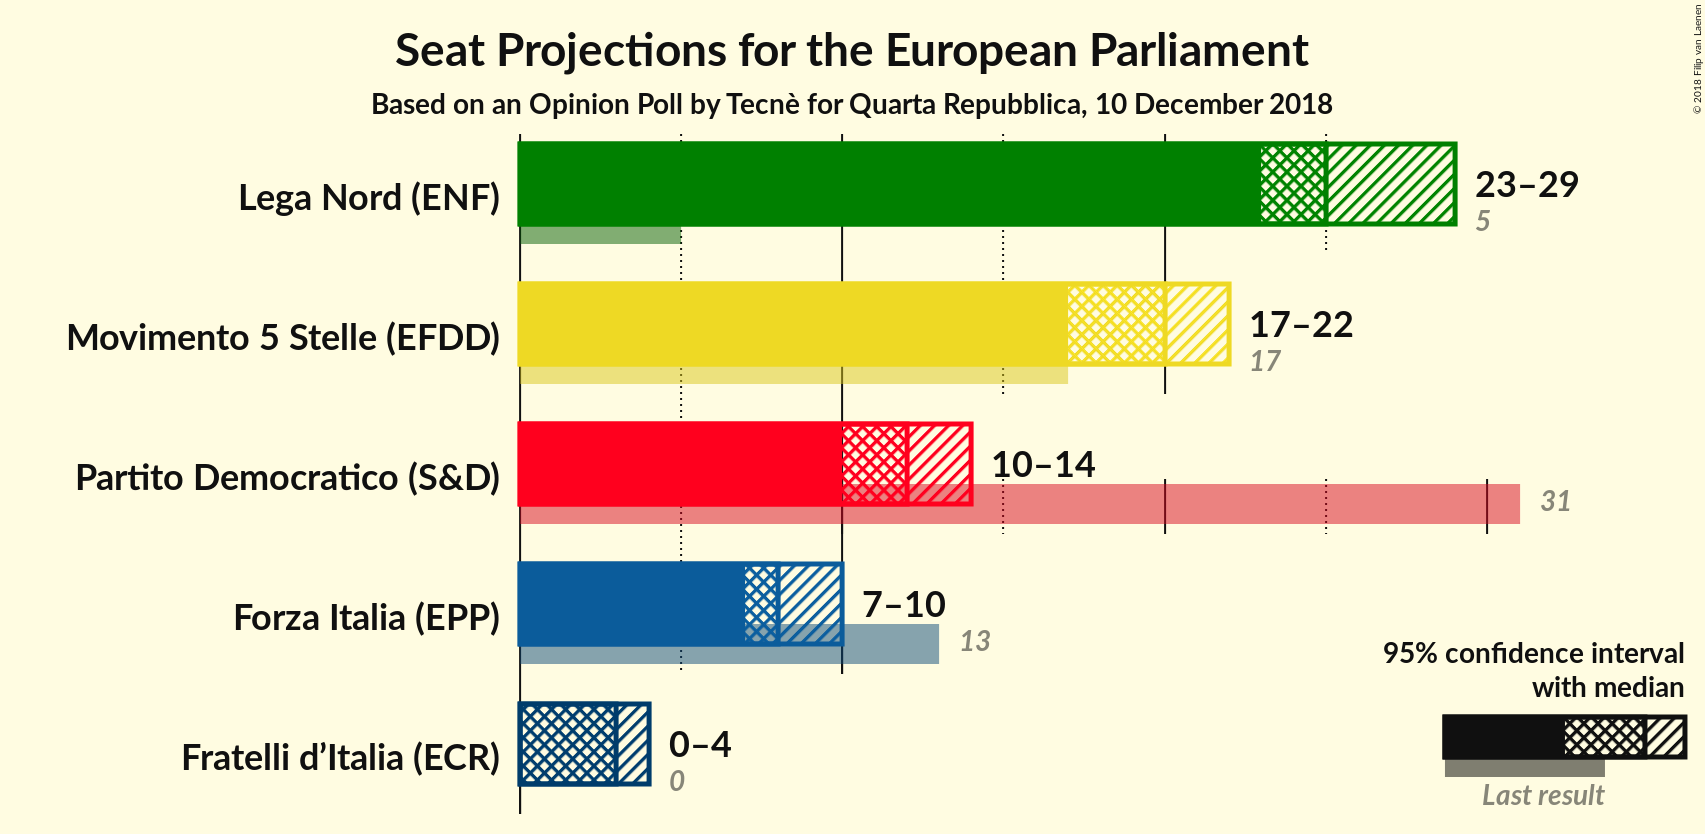 Seat Projections for the European Parliament
Based on an Opinion Poll by Tecnè for Quarta Repubblica, 10 December 2018
© 2018 Filip van Laenen
Lega Nord (ENF)
23–29
5
Movimento 5 Stelle (EFDD)
17–22
17
Partito Democratico (S&D)
10–14
31
Forza Italia (EPP)
7–10
13
Fratelli d’Italia (ECR)
0–4
0
95% confidence interval
with median
Last result